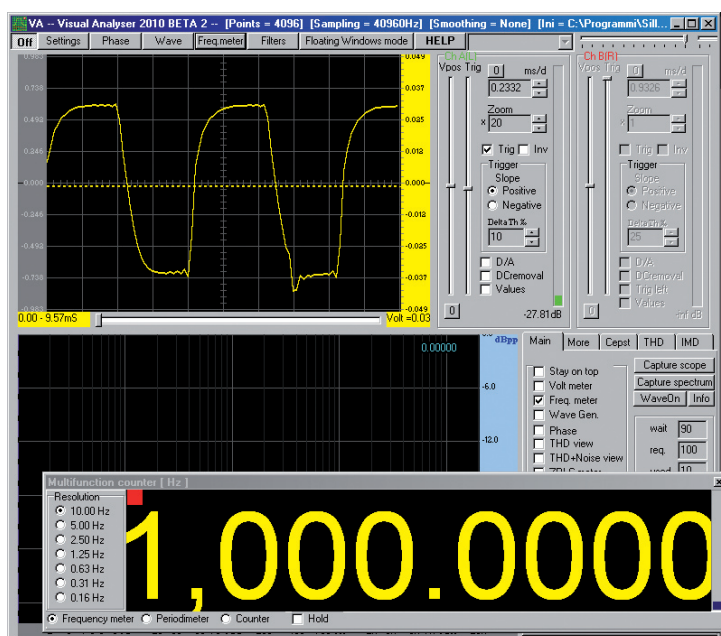 VA -- Visual Analyser 2010 BETA 2 -- [Points = 4096] [Sampling = 40960Hz] [Smoothing = None] [Ini = C:\Programmi\Sill...
Off Settings Phase Wave Freq.meter Filters Floating Windows mode HELP
0.983
0.738
0.492
0.246
0.000
-0.246
-0.492
-0.738
0.049
0.037
0.025
0.012
0.000
-0.012
-0.025
-0.037
-0.049
0.00 - 9.57mS
Volt =0.03
Ch A[L]
Vpos Trig 0 ms/d
0.2332
Zoom
x 20
Trig Inv
Trigger
Slope
Positive
Negative
Delta Th %
10
D/A
DCremoval
Values
0
-27.81dB
Ch B[R]
Vpos Trig 0 ms/d
0.9326
Zoom
x 1
Trig Inv
Trigger
Slope
Positive
Negative
Delta Th %
25
D/A
DCremoval
Trig left
Values
0
-inf dB
0.00000
dBpp
-6.0
-12.0
Main More Cepst THD IMD
Stay on top
Volt meter
Freq. meter
Wave Gen.
Phase
THD view
THD+Noise view
Capture scope
Capture spectrum
WaveOn Info
wait 90
req. 100
used 10
Multifunction counter [ Hz ]
Resolution
10.00 Hz
5.00 Hz
2.50 Hz
1.25 Hz
0.63 Hz
0.31 Hz
0.16 Hz
1,000.0000
Frequency meter Periodimeter Counter Hold